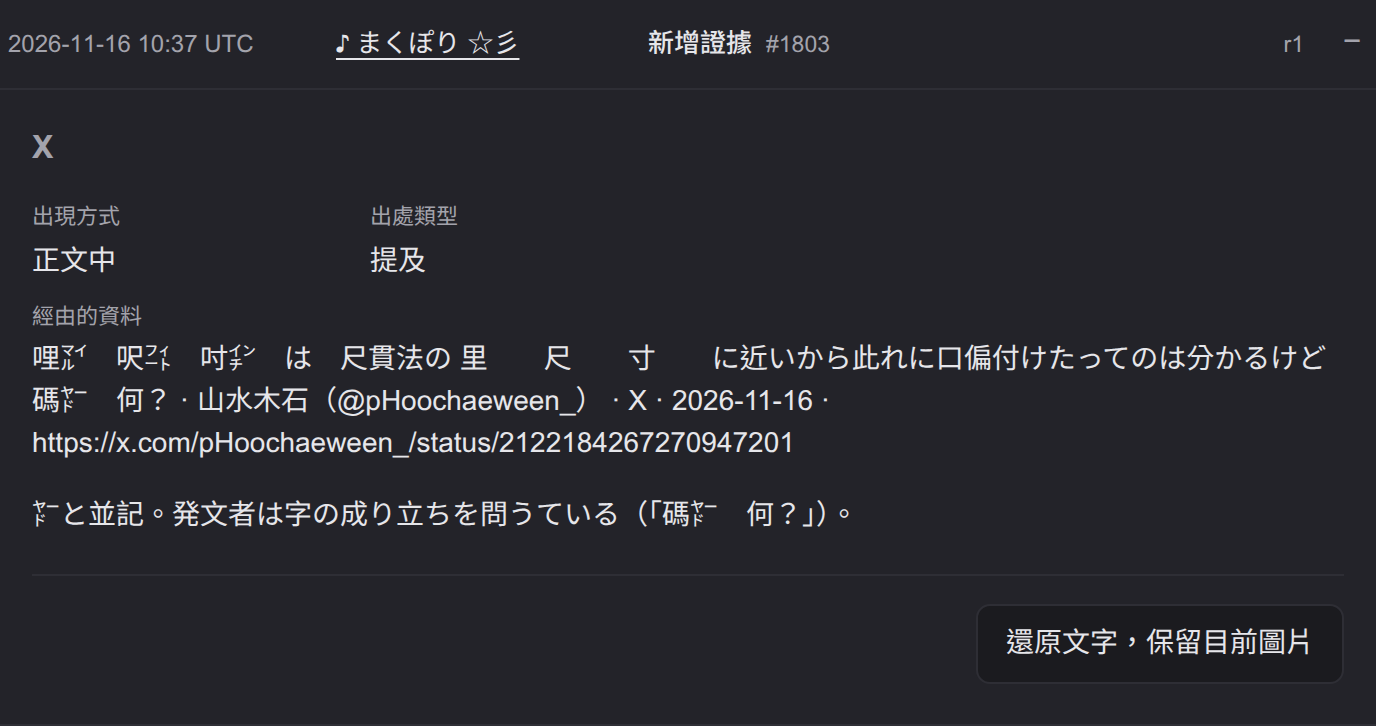 2026-11-16 10:37 UTC ♪ まくぽり ☆彡 新增證據 #1803 r1 −
X
出現方式 出處類型
正文中 提及
經由的資料
哩㍄　呎㌳　吋㌅　は　尺貫法の 里　　尺　　寸　　に近いから此れに口偏付けたってのは分かるけど
碼㍎　何？ · 山水木石（@pHoochaeween_） · X · 2026-11-16 ·
https://x.com/pHoochaeween_/status/2122184267270947201
㍎と並記。発文者は字の成り立ちを問うている（「碼㍎　何？」）。
還原文字，保留目前圖片